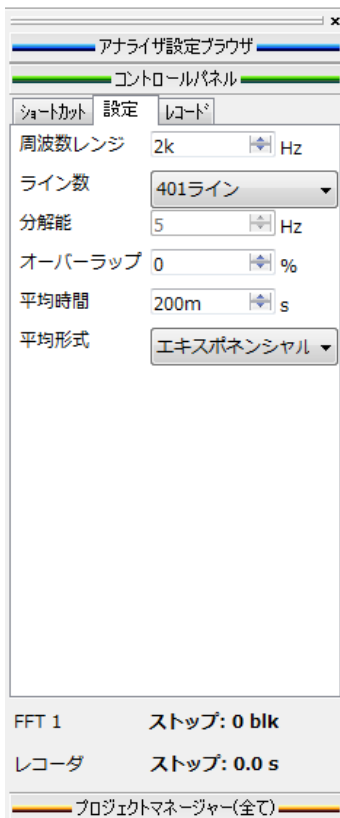 x
アナライザ設定ブラウザ
コントロールパネル
ショートカット 設定 レコード
周波数レンジ 2k Hz
ライン数 401ライン
分解能 5 Hz
オーバーラップ 0 %
平均時間 200m s
平均形式 エキスポネンシャル
FFT 1 ストップ: 0 blk
レコーダ ストップ: 0.0 s
プロジェクトマネージャー(全て)